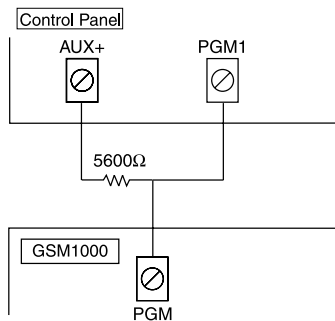 Control Panel
AUX+ PGM1
5600Ω
GSM1000
PGM